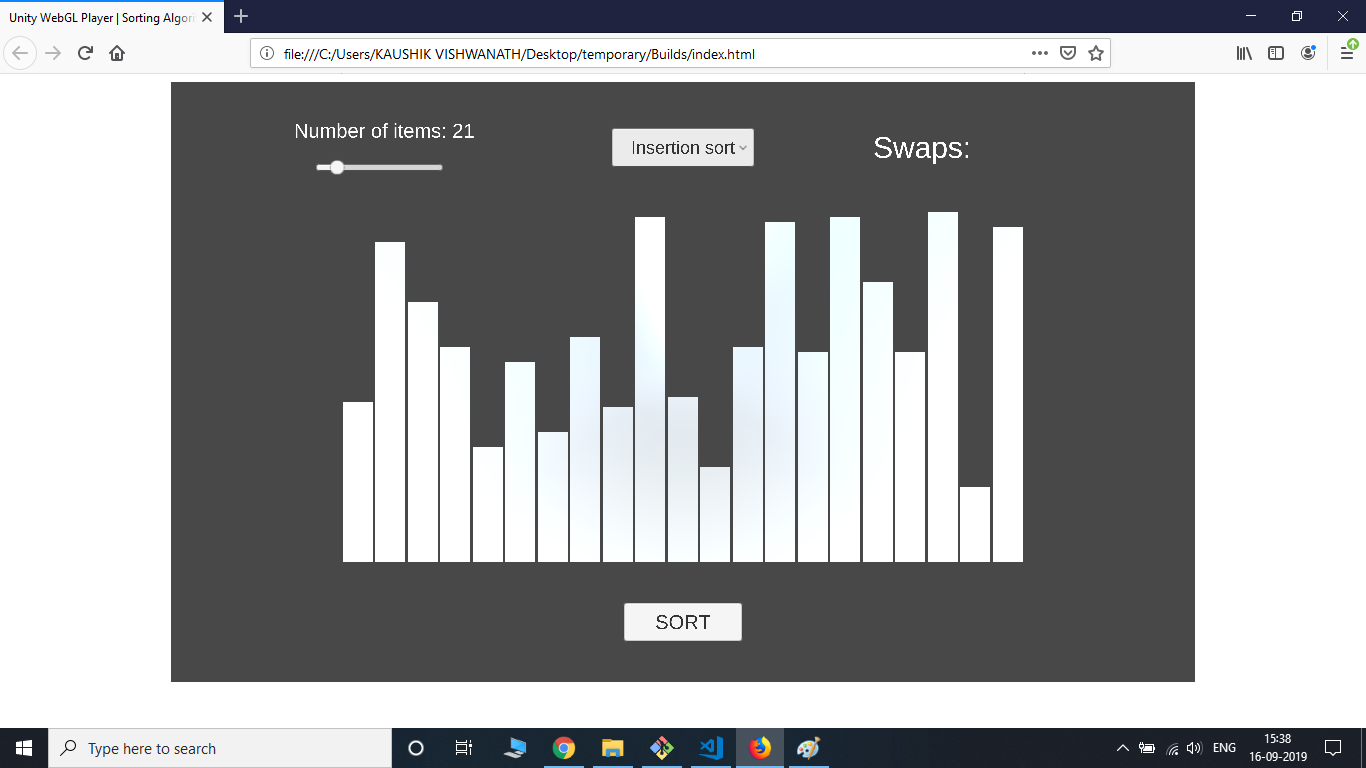 Unity WebGL Player | Sorting Algori
file:///C:/Users/KAUSHIK VISHWANATH/Desktop/temporary/Builds/index.html
Number of items: 21
Insertion sort
Swaps:
SORT
Type here to search
ENG
15:38
16-09-2019